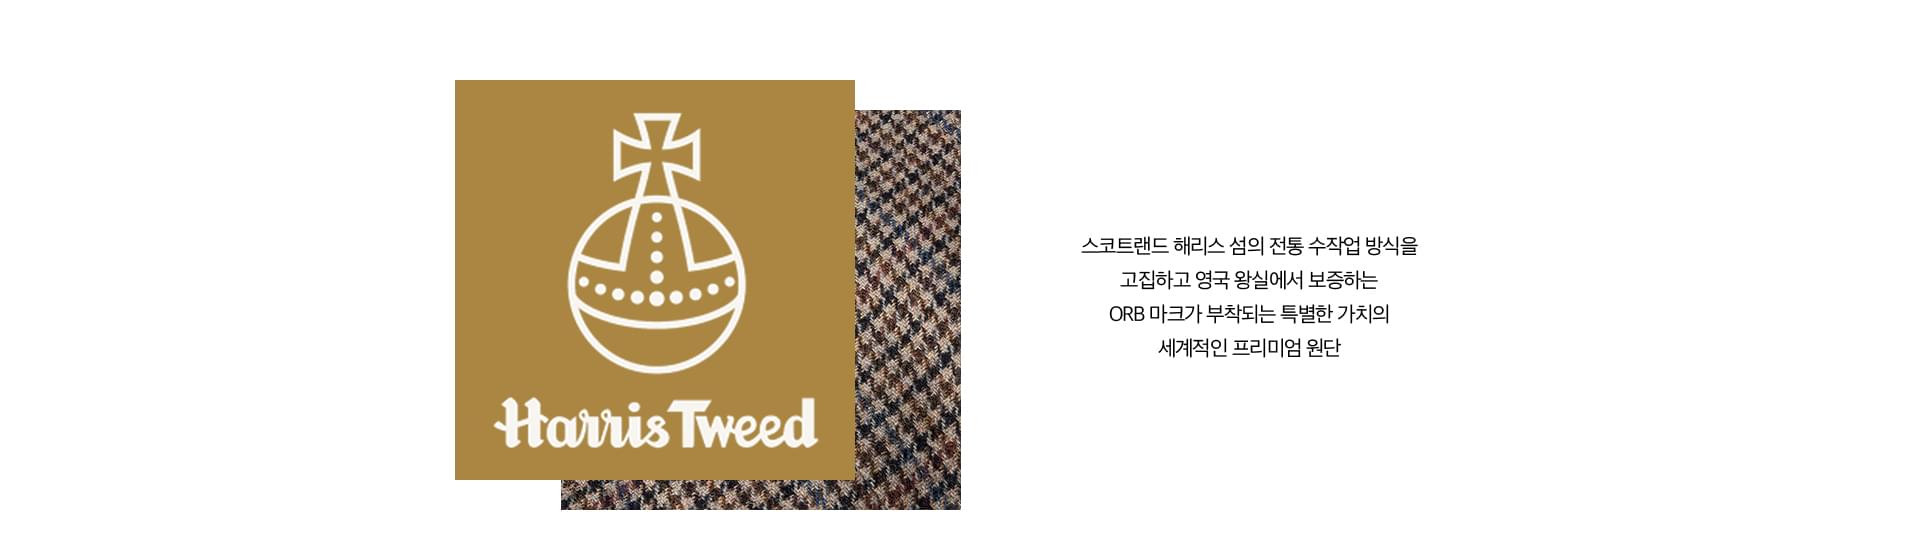 Harris Tweed
스코트랜드 해리스 섬의 전통 수작업 방식을
고집하고 영국 왕실에서 보증하는
ORB 마크가 부착되는 특별한 가치의
세계적인 프리미엄 원단